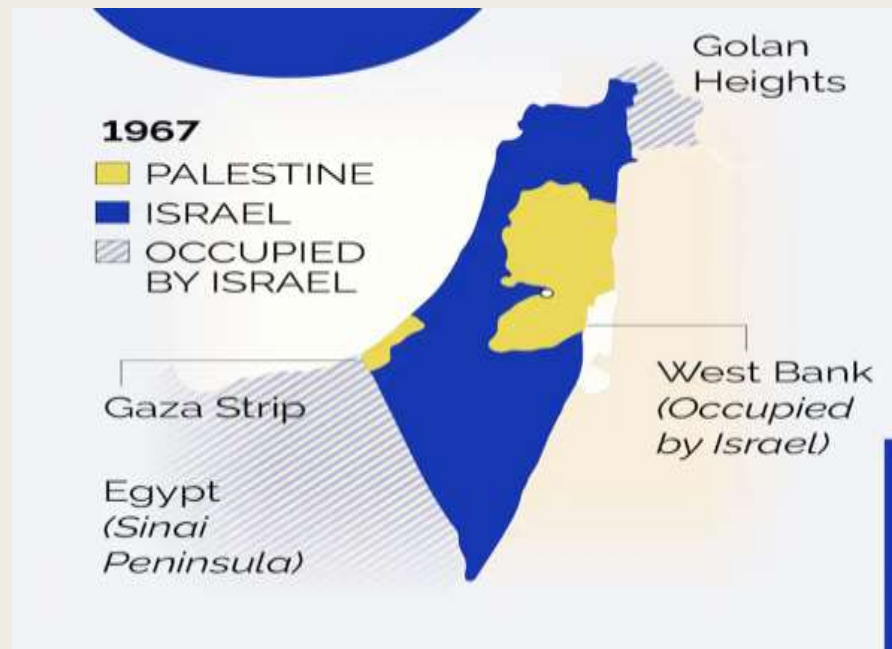 Golan
Heights
1967
PALESTINE
ISRAEL
OCCUPIED
BY ISRAEL
Gaza Strip
West Bank
(Occupied
by Israel)
Egypt
(Sinai
Peninsula)